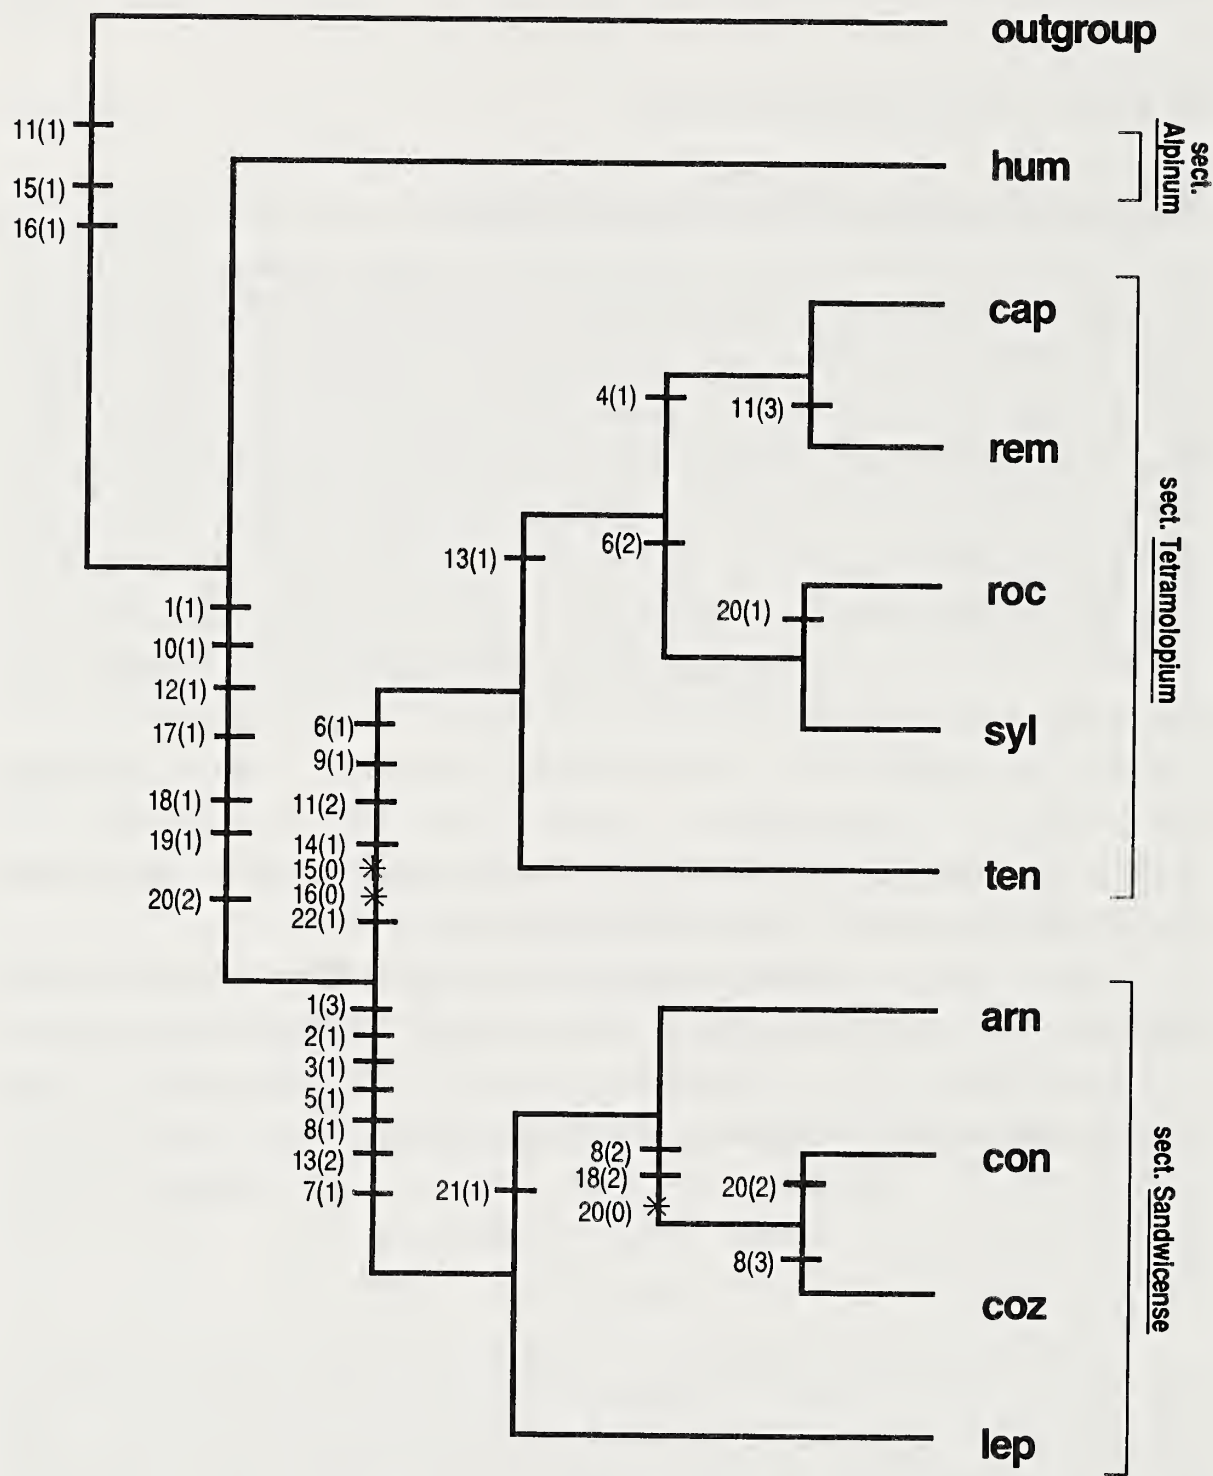 outgroup
11(1)
15(1)
16(1)
hum
sect.
Alpinum
cap
4(1)
11(3)
rem
sect. Tetramolopium
13(1)
6(2)
roc
20(1)
syl
1(1)
10(1)
12(1)
17(1)
18(1)
19(1)
20(2)
6(1)
9(1)
11(2)
14(1)
15(0)
16(0)
22(1)
ten
1(3)
2(1)
3(1)
5(1)
8(1)
13(2)
7(1)
arn
21(1)
8(2)
18(2)
20(0)
con
20(2)
8(3)
coz
sect. Sandwicense
lep